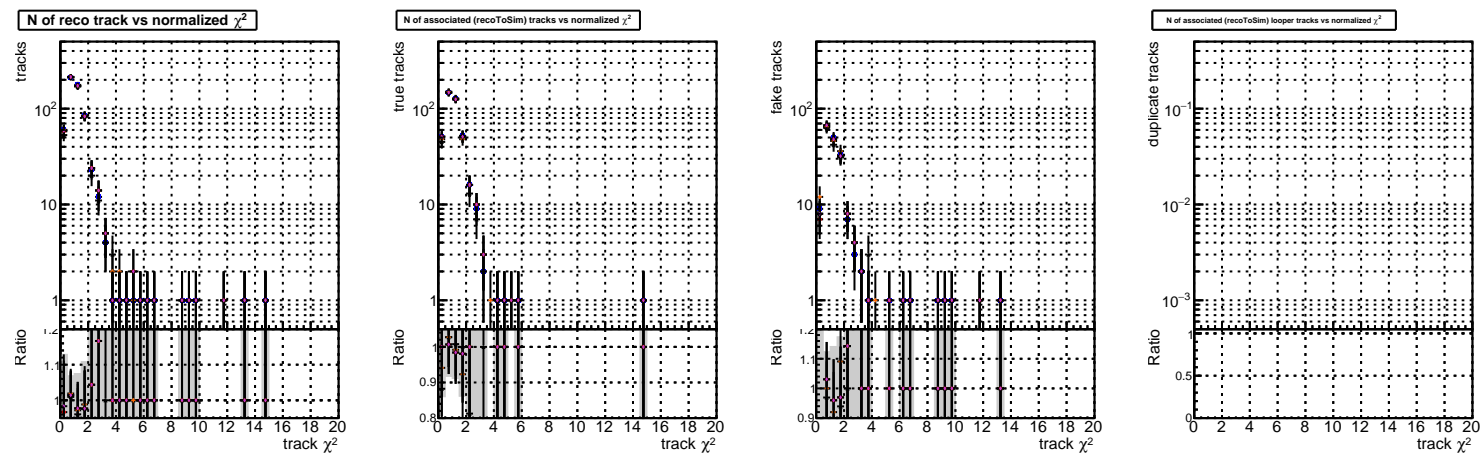 N of reco track vs normalized χ²
tracks
10²
10
1
Ratio
1.2
1.1
1
0 2 4 6 8 10 12 14 16 18 20
track χ²
N of associated (recoToSim) tracks vs normalized χ²
true tracks
10²
10
1
Ratio
1
0.9
0.8
0 2 4 6 8 10 12 14 16 18 20
track χ²
fake tracks
10²
10
1
Ratio
1.2
1.1
1
0.9
0 2 4 6 8 10 12 14 16 18 20
track χ²
N of associated (recoToSim) looper tracks vs normalized χ²
duplicate tracks
10⁻¹
10⁻²
10⁻³
Ratio
1
0.5
0
0 2 4 6 8 10 12 14 16 18 20
track χ²